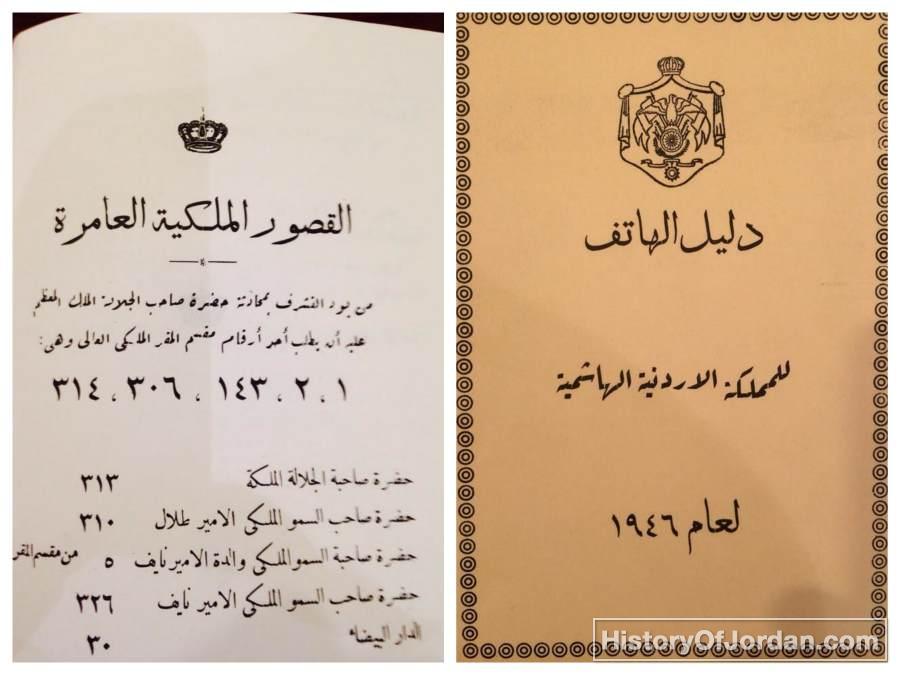 القصور الملكية العامرة
من يود التشرف بمحادثة حضرة صاحب الجلالة الملك المعظم
عليه أن يطلب أحد أرقام مقسم المقر الملكي العالي وهي:
١ ، ٢ ، ١٤٣ ، ٣٠٦ ، ٣١٤
حضرة صاحبة الجلالة الملكة ٣١٣
حضرة صاحب السمو الملكي الامير طلال ٣١٠
حضرة صاحبة السمو الملكي والدة الامير نايف ٥ من مقسم المقر
حضرة صاحب السمو الملكي الامير نايف ٣٢٦
الدار البيضاء ٣٠
دليل الهاتف
للمملكة الاردنية الهاشمية
لعام ١٩٤٦
HistoryOfJordan.com